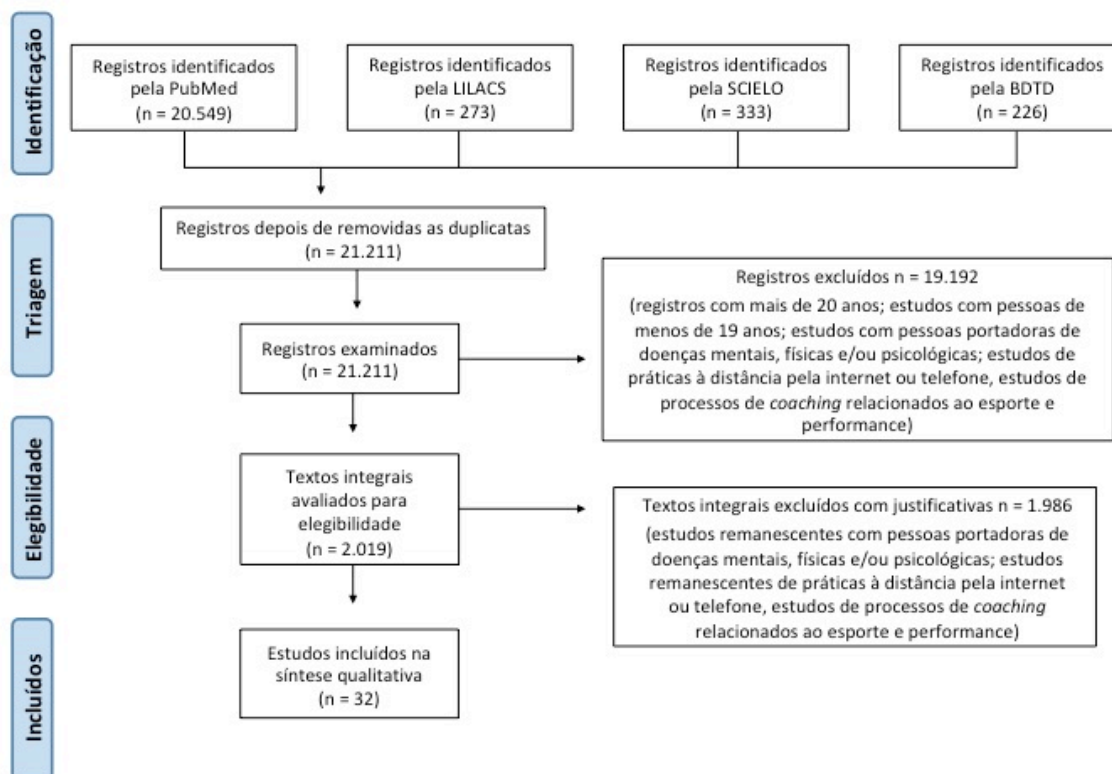 Identificação
Registros identificados
pela PubMed
(n = 20.549)
Registros identificados
pela LILACS
(n = 273)
Registros identificados
pela SCIELO
(n = 333)
Registros identificados
pela BDTD
(n = 226)
Triagem
Registros depois de removidas as duplicatas
(n = 21.211)
Registros examinados
(n = 21.211)
Registros excluídos n = 19.192
(registros com mais de 20 anos; estudos com pessoas de
menos de 19 anos; estudos com pessoas portadoras de
doenças mentais, físicas e/ou psicológicas; estudos de
práticas à distância pela internet ou telefone, estudos de
processos de coaching relacionados ao esporte e
performance)
Elegibilidade
Textos integrais
avaliados para
elegibilidade
(n = 2.019)
Textos integrais excluídos com justificativas n = 1.986
(estudos remanescentes com pessoas portadoras de
doenças mentais, físicas e/ou psicológicas; estudos
remanescentes de práticas à distância pela internet
ou telefone, estudos de processos de coaching
relacionados ao esporte e performance)
Incluídos
Estudos incluídos na
síntese qualitativa
(n = 32)